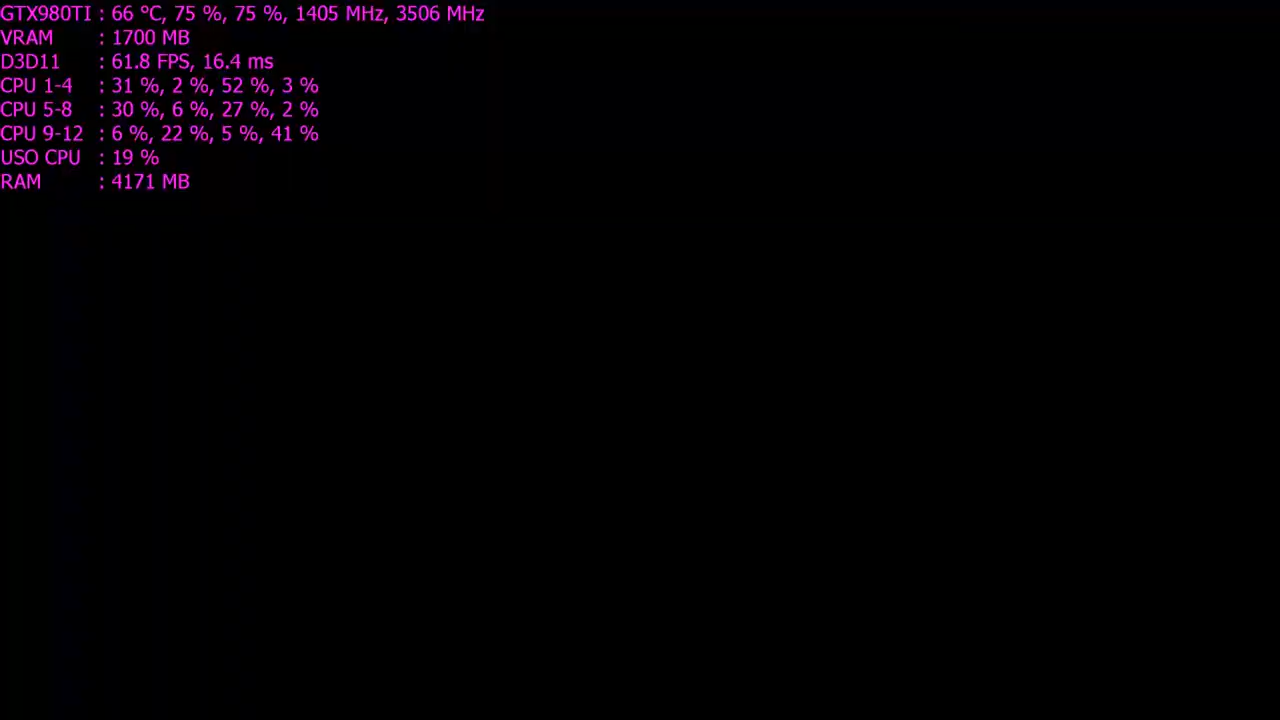 GTX980TI : 66 °C, 75 %, 75 %, 1405 MHz, 3506 MHz
VRAM : 1700 MB
D3D11 : 61.8 FPS, 16.4 ms
CPU 1-4 : 31 %, 2 %, 52 %, 3 %
CPU 5-8 : 30 %, 6 %, 27 %, 2 %
CPU 9-12 : 6 %, 22 %, 5 %, 41 %
USO CPU : 19 %
RAM : 4171 MB